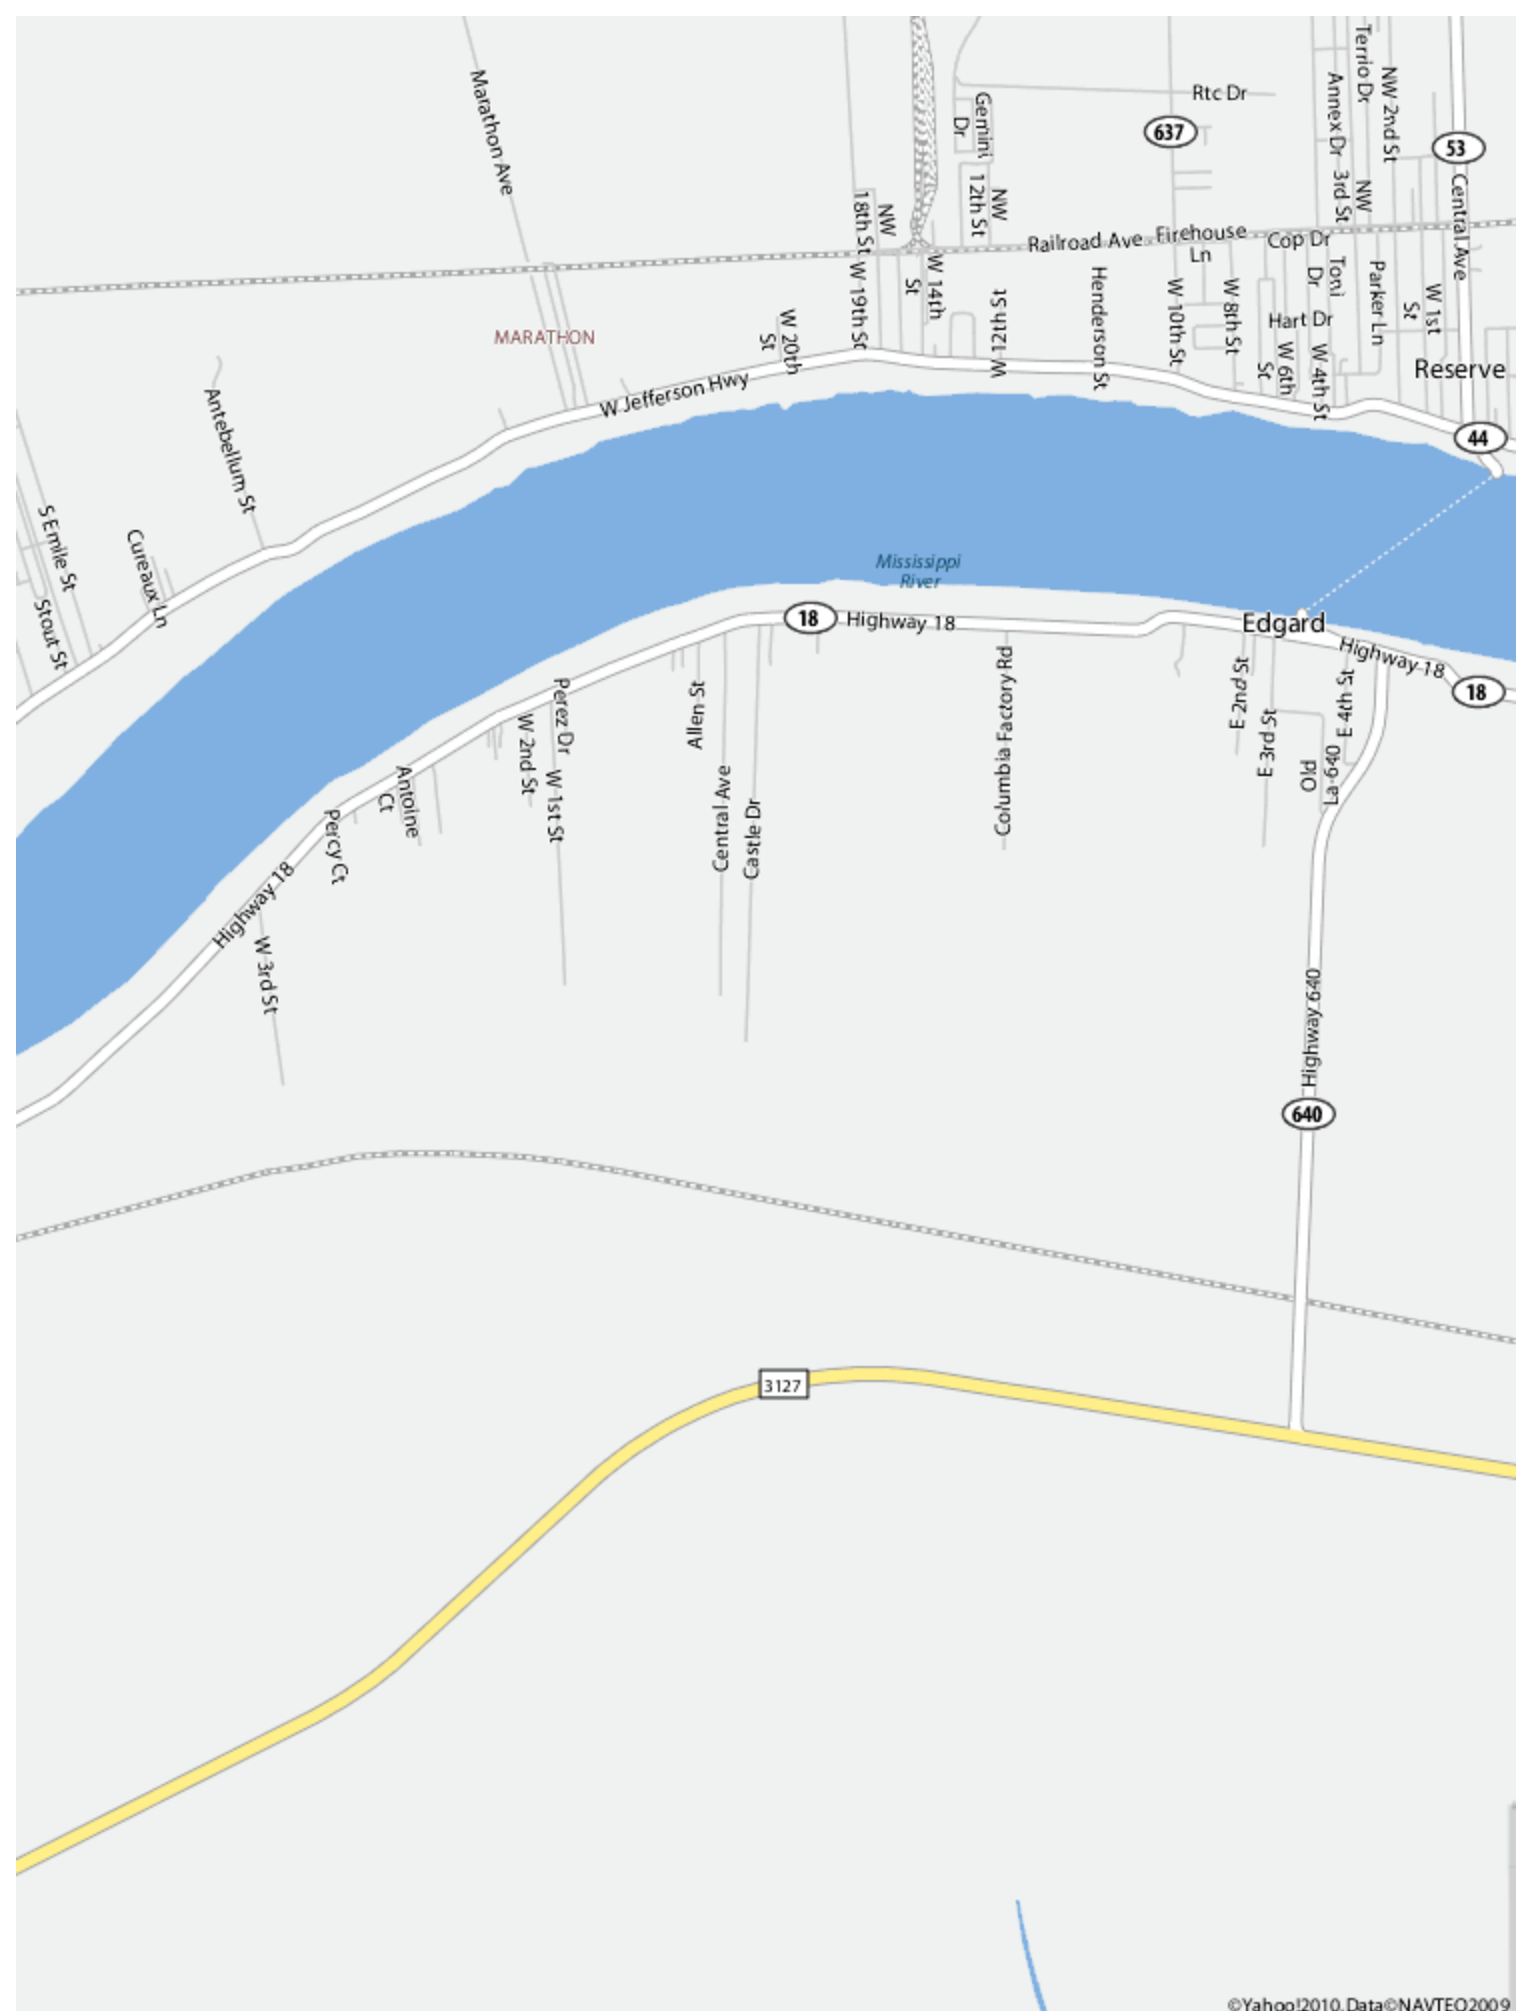 Marathon Ave
Gemini
Dr
Rtc Dr
637
Annex Dr
Terrio Dr
NW 2nd St
53
Central Ave
NW
18th St
NW
12th St
NW
3rd St
Railroad Ave
Firehouse
Ln
Cop Dr
W 19th St
W 14th
St
W 12th St
Henderson St
W 10th St
W 8th St
Toni
Dr
Parker Ln
W 1st
St
MARATHON
W 20th
St
Hart Dr
W 6th
St
W 4th St
Reserve
W Jefferson Hwy
44
Antebellum St
S Emile St
Cureaux Ln
Stout St
Mississippi
River
18
Highway 18
Edgard
Highway 18
18
Perez Dr
W 2nd St
W 1st St
Allen St
Central Ave
Castle Dr
Columbia Factory Rd
E 2nd St
E 3rd St
E 4th St
Old
La-640
Antoine
Ct
Percy Ct
Highway 18
W 3rd St
Highway 640
640
3127
©Yahoo!2010, Data©NAVTEQ2009